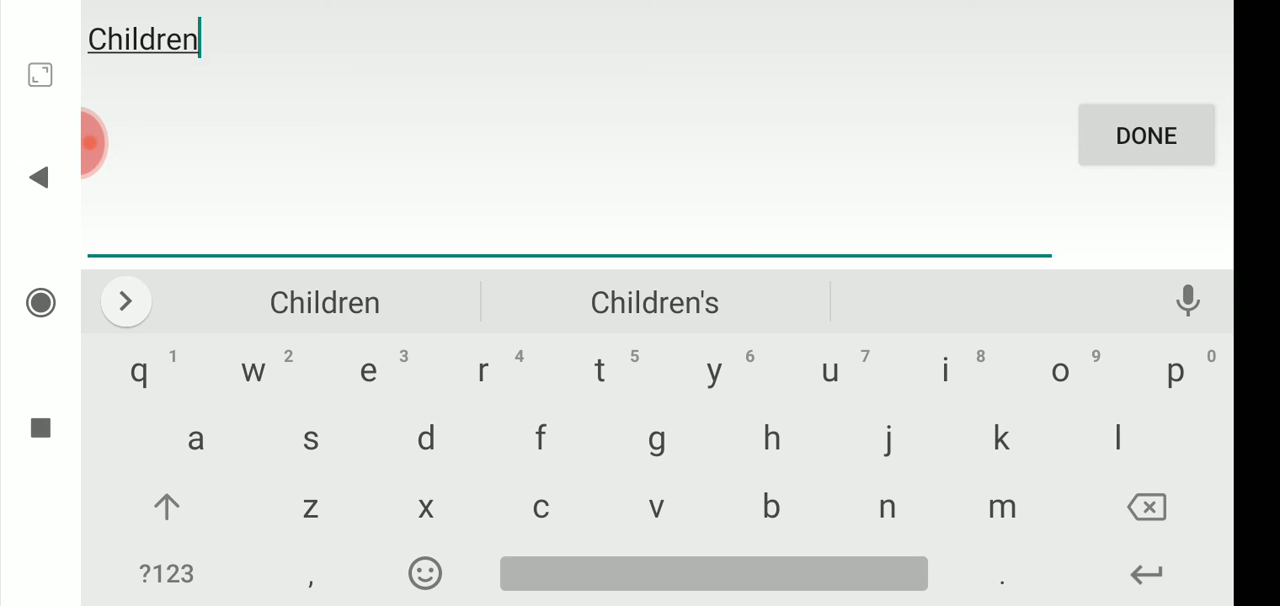 Children
DONE
Children Children's
q 1 w 2 e 3 r 4 t 5 y 6 u 7 i 8 o 9 p 0
a s d f g h j k l
z x c v b n m
?123 , .